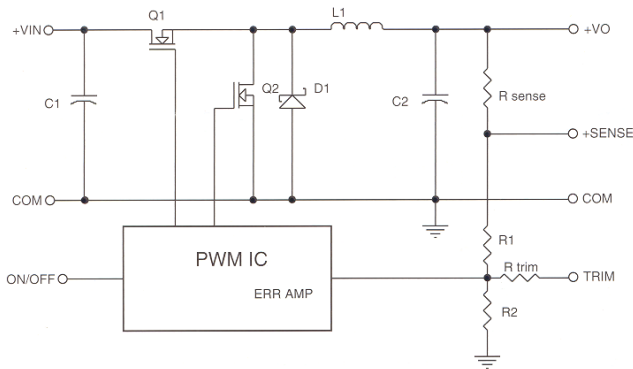 Q1
L1
+VIN
+VO
Q2
D1
C1
C2
R sense
+SENSE
COM
COM
R1
PWM IC
R trim
ON/OFF
TRIM
ERR AMP
R2